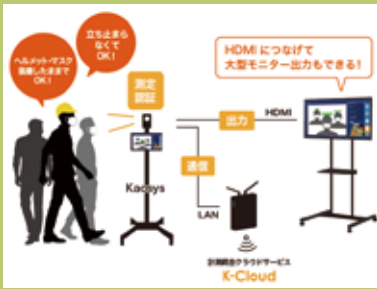 立ち止まら
なくて
OK!
ヘルメット・マスク
装着したままで
OK!
HDMIにつなげて
大型モニター出力もできる!
測定
認証
出力
HDMI
通信
Kaosys
LAN
計測統合クラウドサービス
K-Cloud